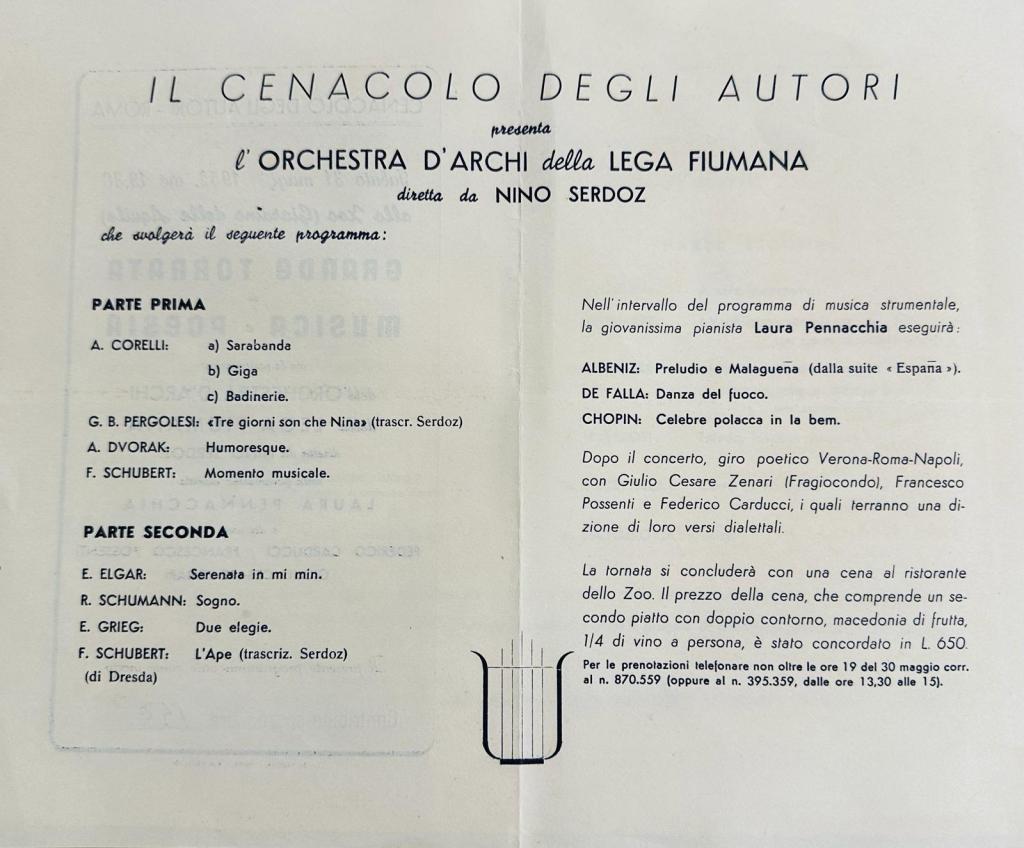 IL CENACOLO DEGLI AUTORI
presenta
l'ORCHESTRA D'ARCHI della LEGA FIUMANA
diretta da NINO SERDOZ
che svolgerà il seguente programma:
PARTE PRIMA
A. CORELLI: a) Sarabanda
b) Giga
c) Badinerie.
G. B. PERGOLESI: «Tre giorni son che Nina» (trascr. Serdoz)
A. DVORAK: Humoresque.
F. SCHUBERT: Momento musicale.
PARTE SECONDA
E. ELGAR: Serenata in mi min.
R. SCHUMANN: Sogno.
E. GRIEG: Due elegie.
F. SCHUBERT: L'Ape (trascriz. Serdoz)
(di Dresda)
Nell'intervallo del programma di musica strumentale,
la giovanissima pianista Laura Pennacchia eseguirà:
ALBENIZ: Preludio e Malagueña (dalla suite « España »).
DE FALLA: Danza del fuoco.
CHOPIN: Celebre polacca in la bem.
Dopo il concerto, giro poetico Verona-Roma-Napoli,
con Giulio Cesare Zenari (Fragiocondo), Francesco
Possenti e Federico Carducci, i quali terranno una di-
zione di loro versi dialettali.
La tornata si concluderà con una cena al ristorante
dello Zoo. Il prezzo della cena, che comprende un se-
condo piatto con doppio contorno, macedonia di frutta,
1/4 di vino a persona, è stato concordato in L. 650.
Per le prenotazioni telefonare non oltre le ore 19 del 30 maggio corr.
al n. 870.559 (oppure al n. 395.359, dalle ore 13,30 alle 15).